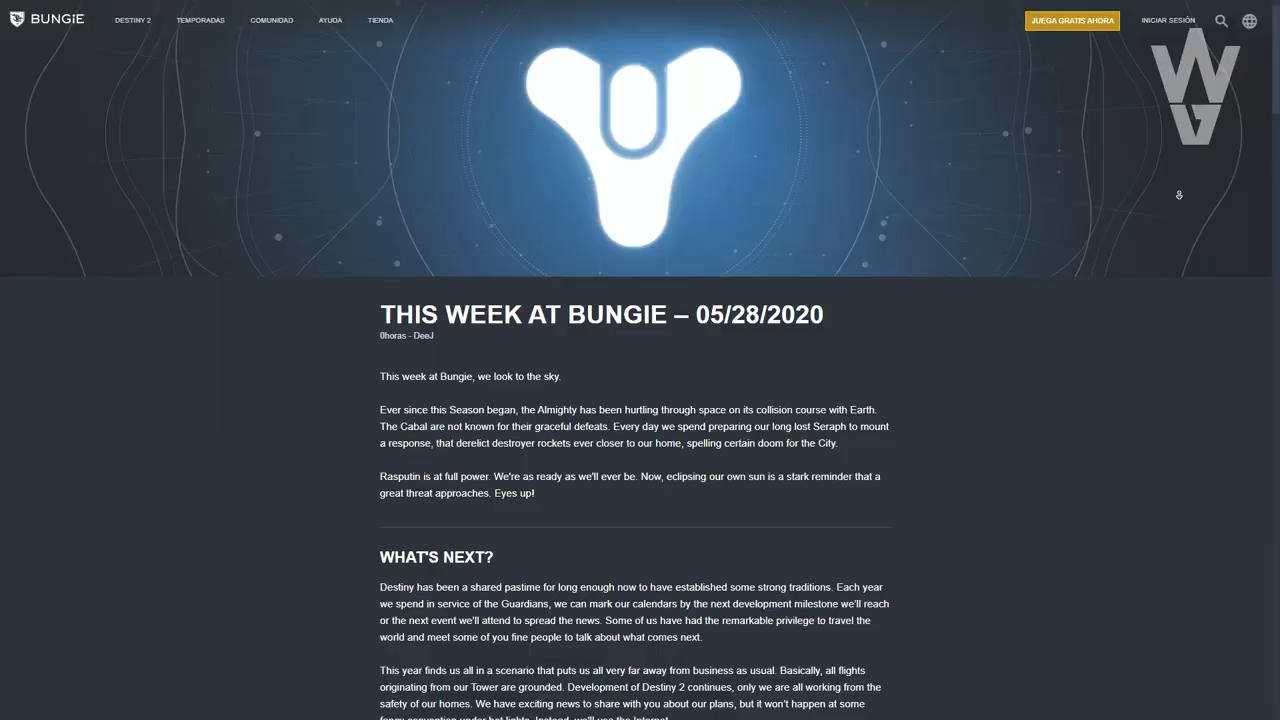 BUNGiE DESTINY 2 TEMPORADAS COMUNIDAD AYUDA TIENDA JUEGA GRATIS AHORA INICIAR SESIÓN
THIS WEEK AT BUNGIE – 05/28/2020
0horas - DeeJ
This week at Bungie, we look to the sky.
Ever since this Season began, the Almighty has been hurtling through space on its collision course with Earth.
The Cabal are not known for their graceful defeats. Every day we spend preparing our long lost Seraph to mount
a response, that derelict destroyer rockets ever closer to our home, spelling certain doom for the City.
Rasputin is at full power. We're as ready as we'll ever be. Now, eclipsing our own sun is a stark reminder that a
great threat approaches. Eyes up!
WHAT'S NEXT?
Destiny has been a shared pastime for long enough now to have established some strong traditions. Each year
we spend in service of the Guardians, we can mark our calendars by the next development milestone we'll reach
or the next event we'll attend to spread the news. Some of us have had the remarkable privilege to travel the
world and meet some of you fine people to talk about what comes next.
This year finds us all in a scenario that puts us all very far away from business as usual. Basically, all flights
originating from our Tower are grounded. Development of Destiny 2 continues, only we are all working from the
safety of our homes. We have exciting news to share with you about our plans, but it won't happen at some